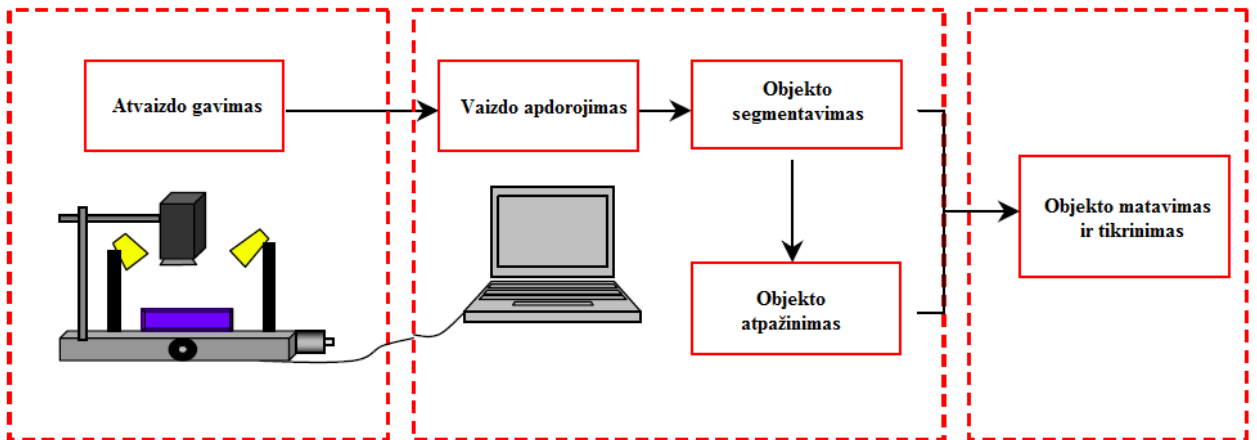 Atvaizdo gavimas
Vaizdo apdorojimas
Objekto
segmentavimas
Objekto
atpažinimas
Objekto matavimas
ir tikrinimas